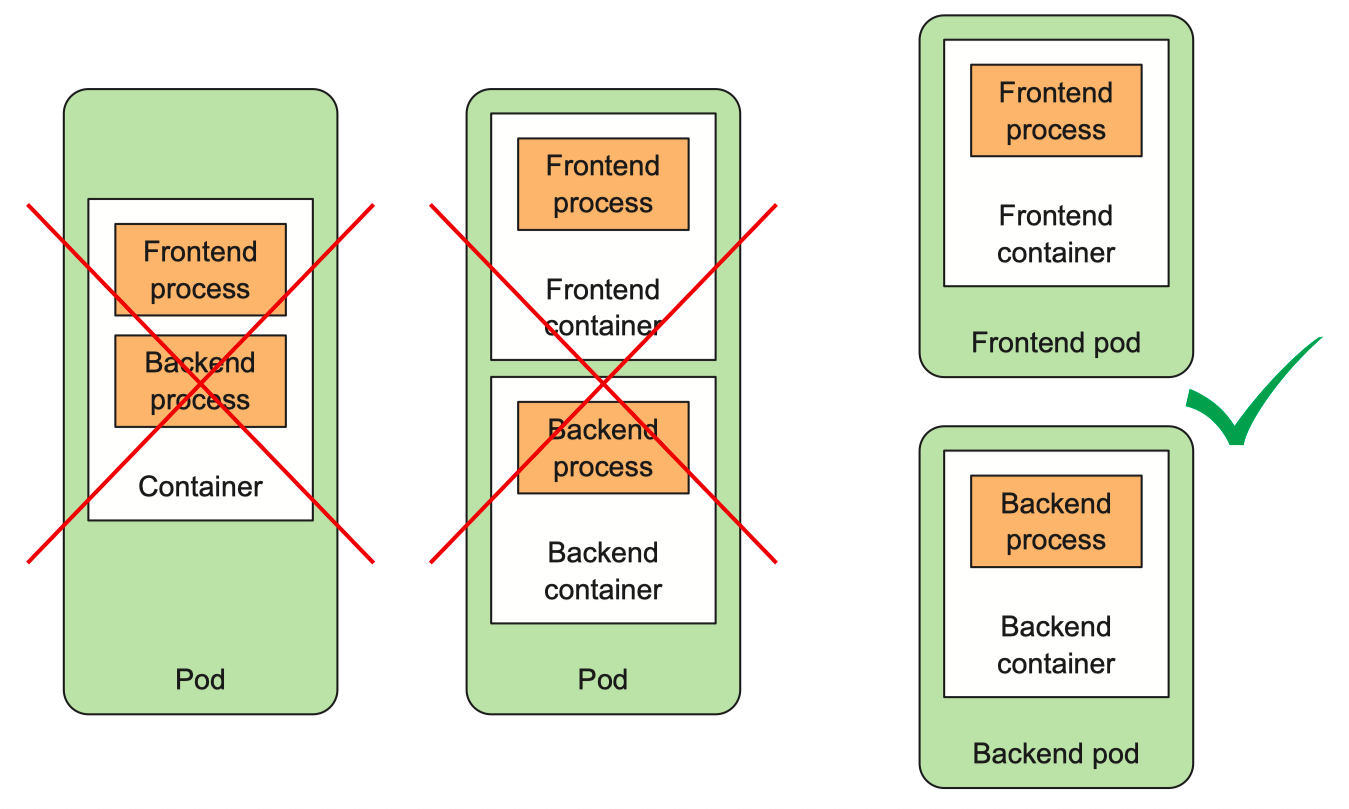 Frontend
process
Backend
process
Container
Pod
Frontend
process
Frontend
container
Backend
process
Backend
container
Pod
Frontend
process
Frontend
container
Frontend pod
Backend
process
Backend
container
Backend pod